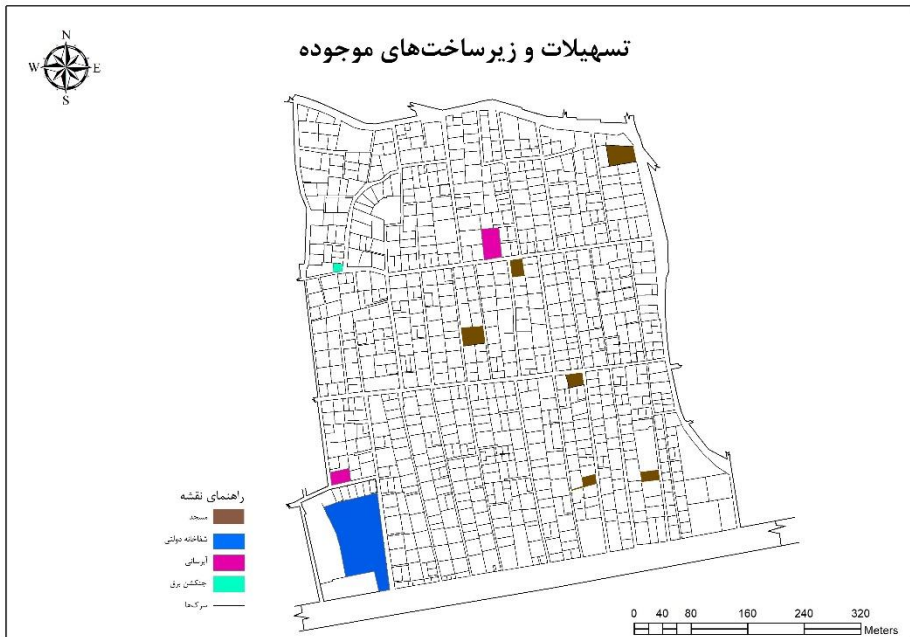 تسهیلات و زیرساخت‌های موجوده
N
W E
S
راهنمای نقشه
مسجد
شفاخانه دولتی
آبرسانی
جنکشن برق
سرک‌ها
0 40 80 160 240 320
Meters